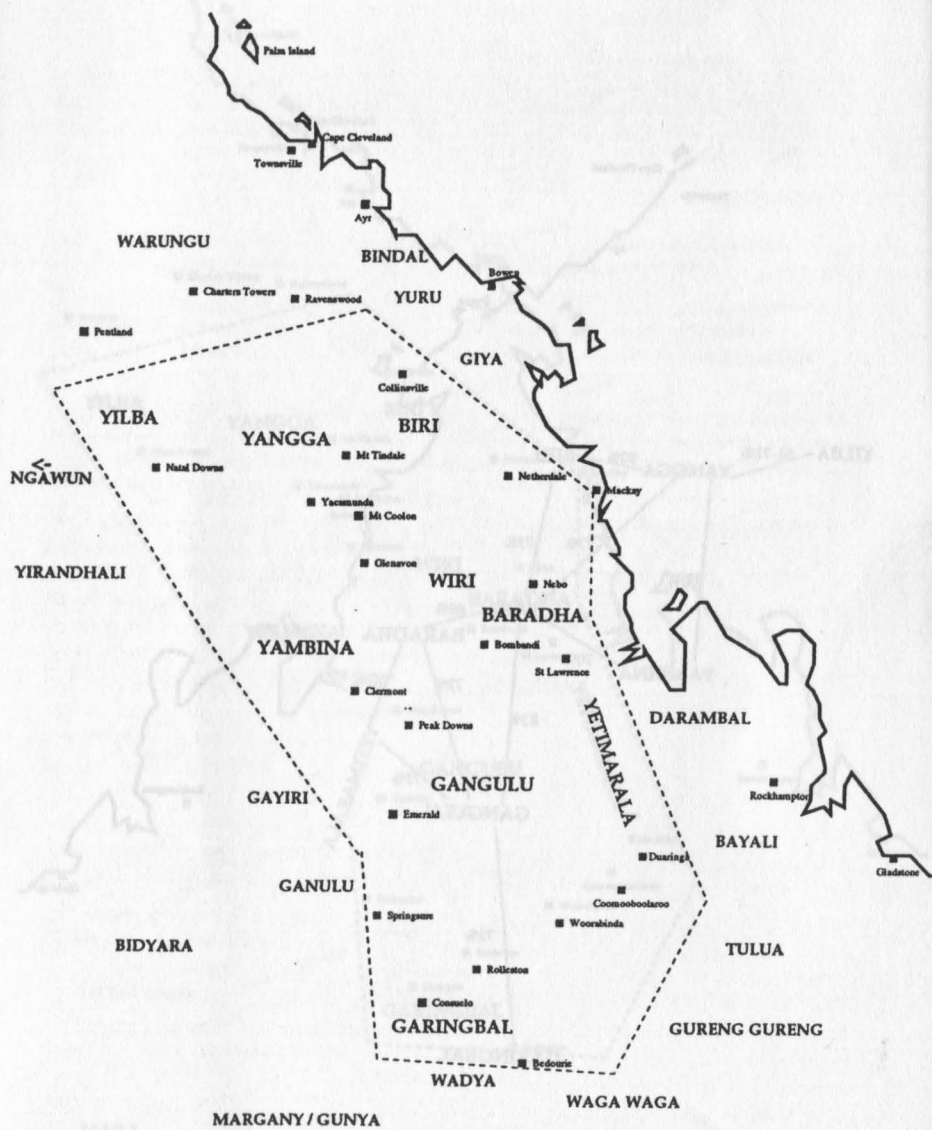 Palm Island
Cape Cleveland
Townsville
Ayr
WARUNGU
BINDAL
Bowen
Charters Towers
Ravenswood
YURU
Pentland
GIYA
Collinsville
YILBA
BIRI
YANGGA
Mt Tindale
NGAWUN
Natal Downs
Netherdale
Mackay
Yacamunda
Mt Coolon
Glenavon
YIRANDHALI
WIRI
Nebo
BARADHA
YAMBINA
Bombandi
St Lawrence
Clermont
YETIMARALA
DARAMBAL
Peak Downs
GANGULU
Rockhampton
GAYIRI
Emerald
BAYALI
Duaringa
Gladstone
GANULU
Coomooboolaroo
Springsure
Woorabinda
BIDYARA
TULUA
Rolleston
Consuelo
GARINGBAL
GURENG GURENG
Bedourie
WADYA
WAGA WAGA
MARGANY / GUNYA